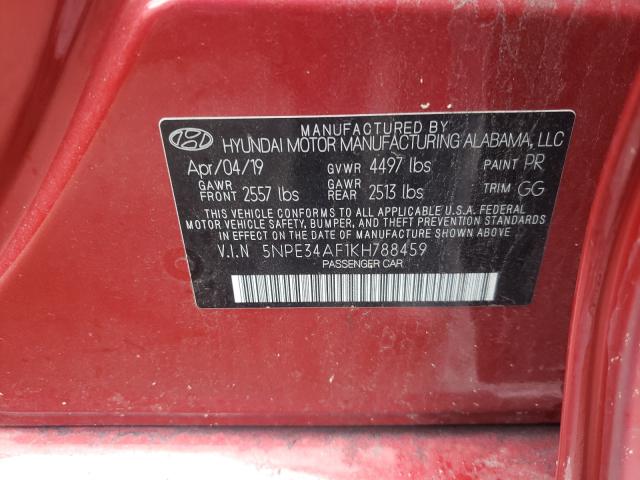 MANUFACTURED BY
HYUNDAI MOTOR MANUFACTURING ALABAMA, LLC
Apr/04/19 GVWR 4497 lbs PAINT PR
GAWR FRONT 2557 lbs GAWR REAR 2513 lbs TRIM GG
THIS VEHICLE CONFORMS TO ALL APPLICABLE U.S.A. FEDERAL
MOTOR VEHICLE SAFETY, BUMPER, AND THEFT PREVENTION STANDARDS
IN EFFECT ON THE DATE OF MANUFACTURE SHOWN ABOVE
V.I.N 5NPE34AF1KH788459
PASSENGER CAR